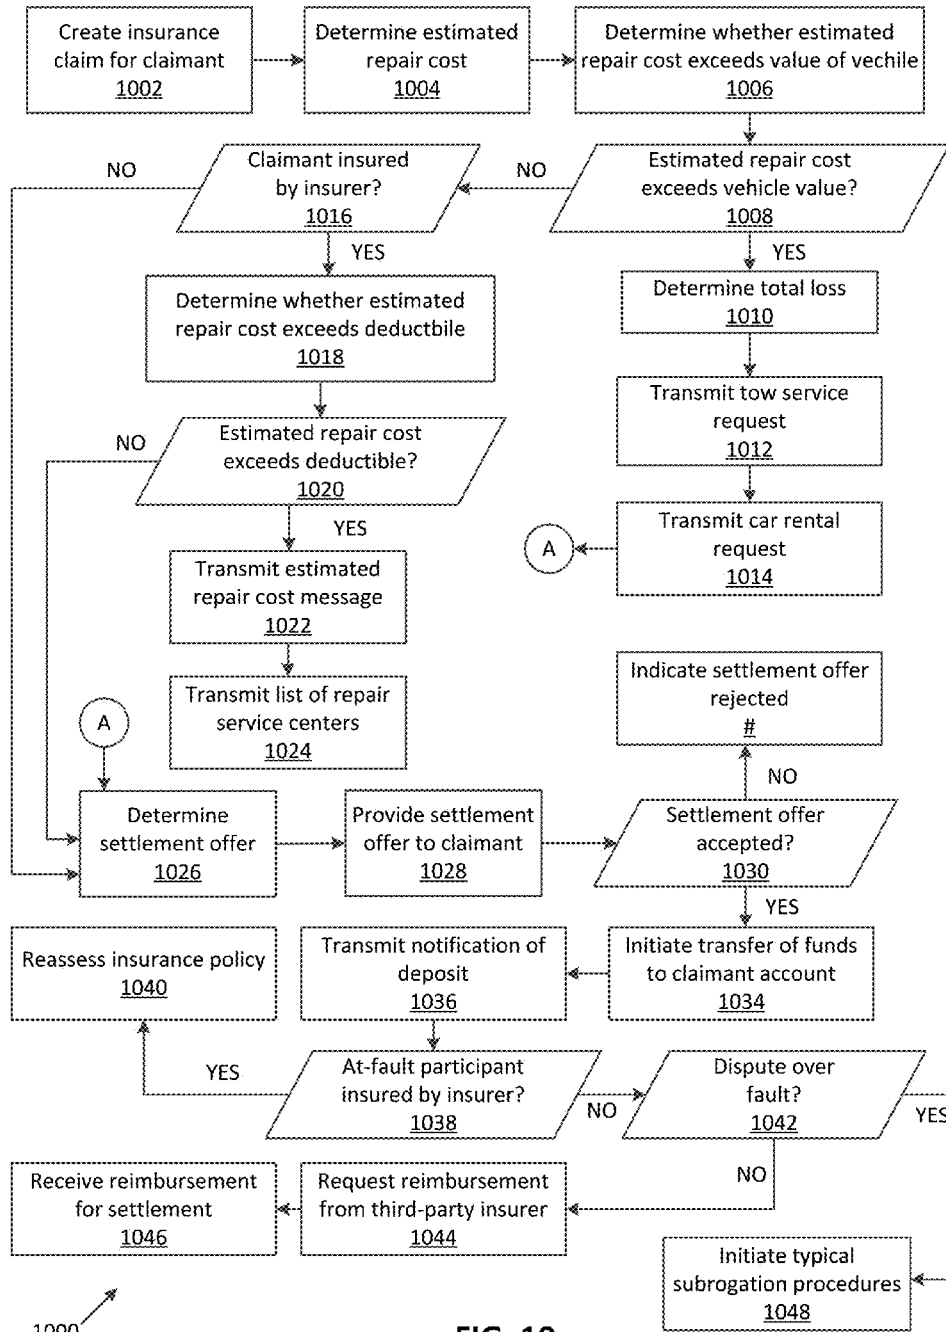 Create insurance
claim for claimant
1002
Determine estimated
repair cost
1004
Determine whether estimated
repair cost exceeds value of vechile
1006
NO
Claimant insured
by insurer?
1016
NO
Estimated repair cost
exceeds vehicle value?
1008
YES
YES
Determine whether estimated
repair cost exceeds deductbile
1018
Determine total loss
1010
Transmit tow service
request
1012
NO
Estimated repair cost
exceeds deductible?
1020
YES
A
Transmit car rental
request
1014
Transmit estimated
repair cost message
1022
Transmit list of repair
service centers
1024
A
Indicate settlement offer
rejected
#
NO
Determine
settlement offer
1026
Provide settlement
offer to claimant
1028
Settlement offer
accepted?
1030
YES
Reassess insurance policy
1040
Transmit notification of
deposit
1036
Initiate transfer of funds
to claimant account
1034
YES
At-fault participant
insured by insurer?
1038
NO
Dispute over
fault?
1042
YES
NO
Receive reimbursement
for settlement
1046
Request reimbursement
from third-party insurer
1044
Initiate typical
subrogation procedures
1048
FIG. 10